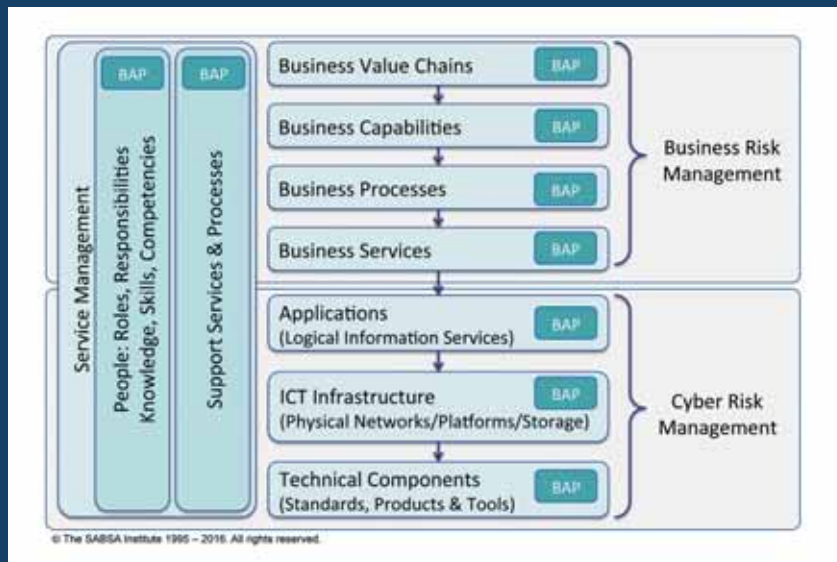 Service Management
BAP
People: Roles, Responsibilities
Knowledge, Skills, Competencies
BAP
Support Services & Processes
Business Value Chains
BAP
Business Capabilities
BAP
Business Processes
BAP
Business Services
BAP
Business Risk
Management
Applications
(Logical Information Services)
BAP
ICT Infrastructure
(Physical Networks/Platforms/Storage)
BAP
Technical Components
(Standards, Products & Tools)
BAP
Cyber Risk
Management
© The SABSA Institute 1995 – 2016. All rights reserved.